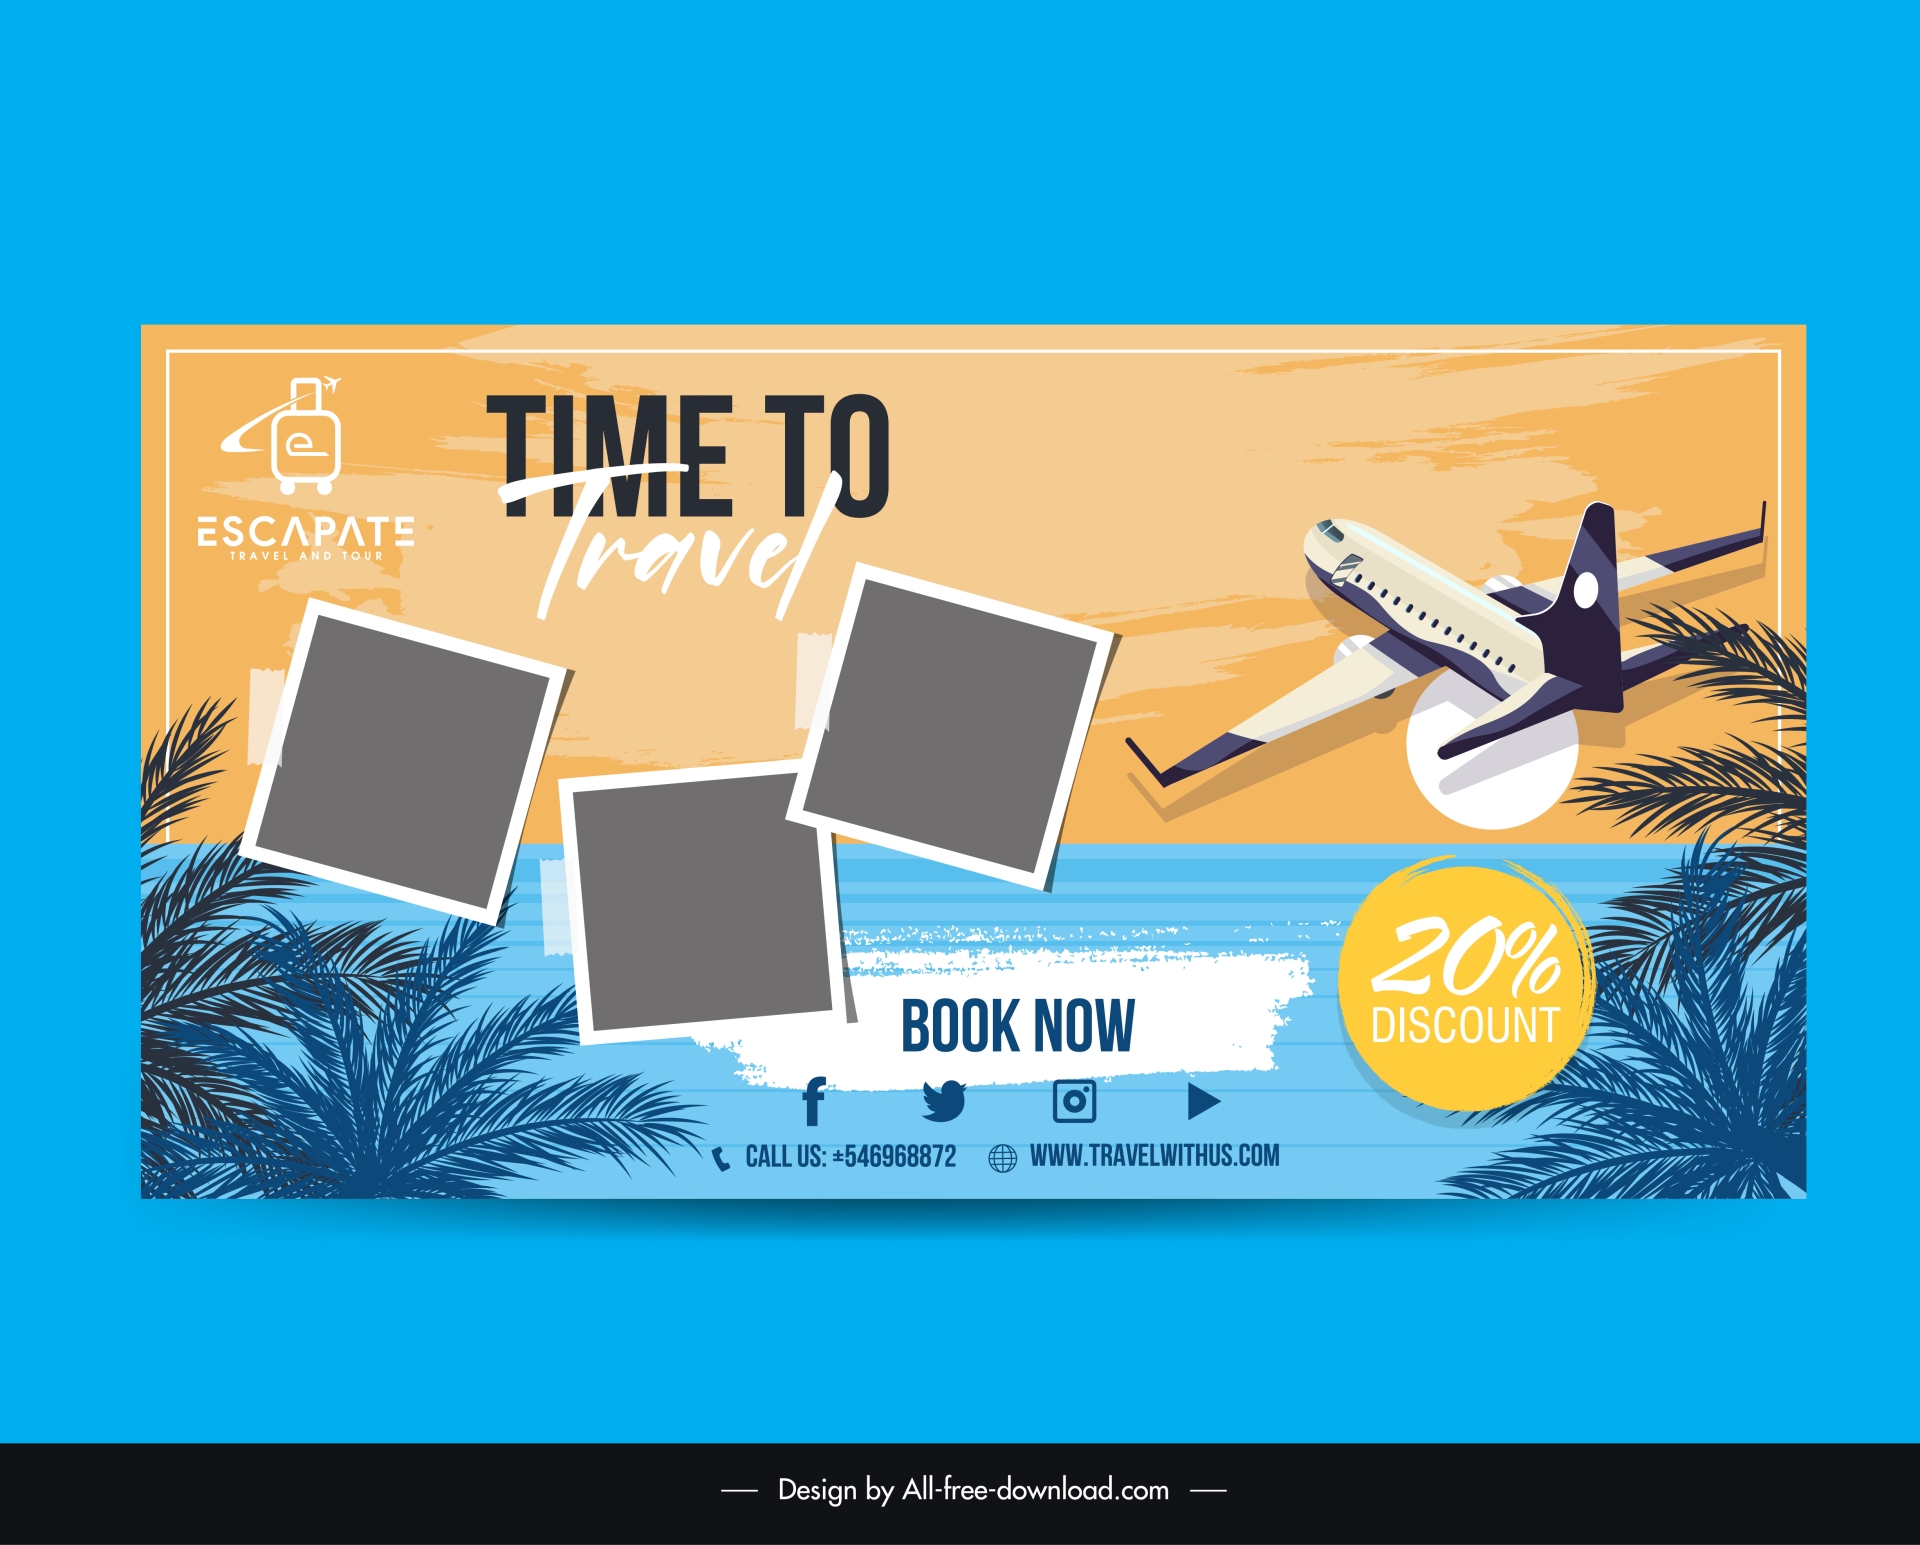 TIME TO
Travel
e
ESCAPATE
TRAVEL AND TOUR
20%
DISCOUNT
BOOK NOW
CALL US: +546968872
WWW.TRAVELWITHUS.COM
Design by All-free-download.com